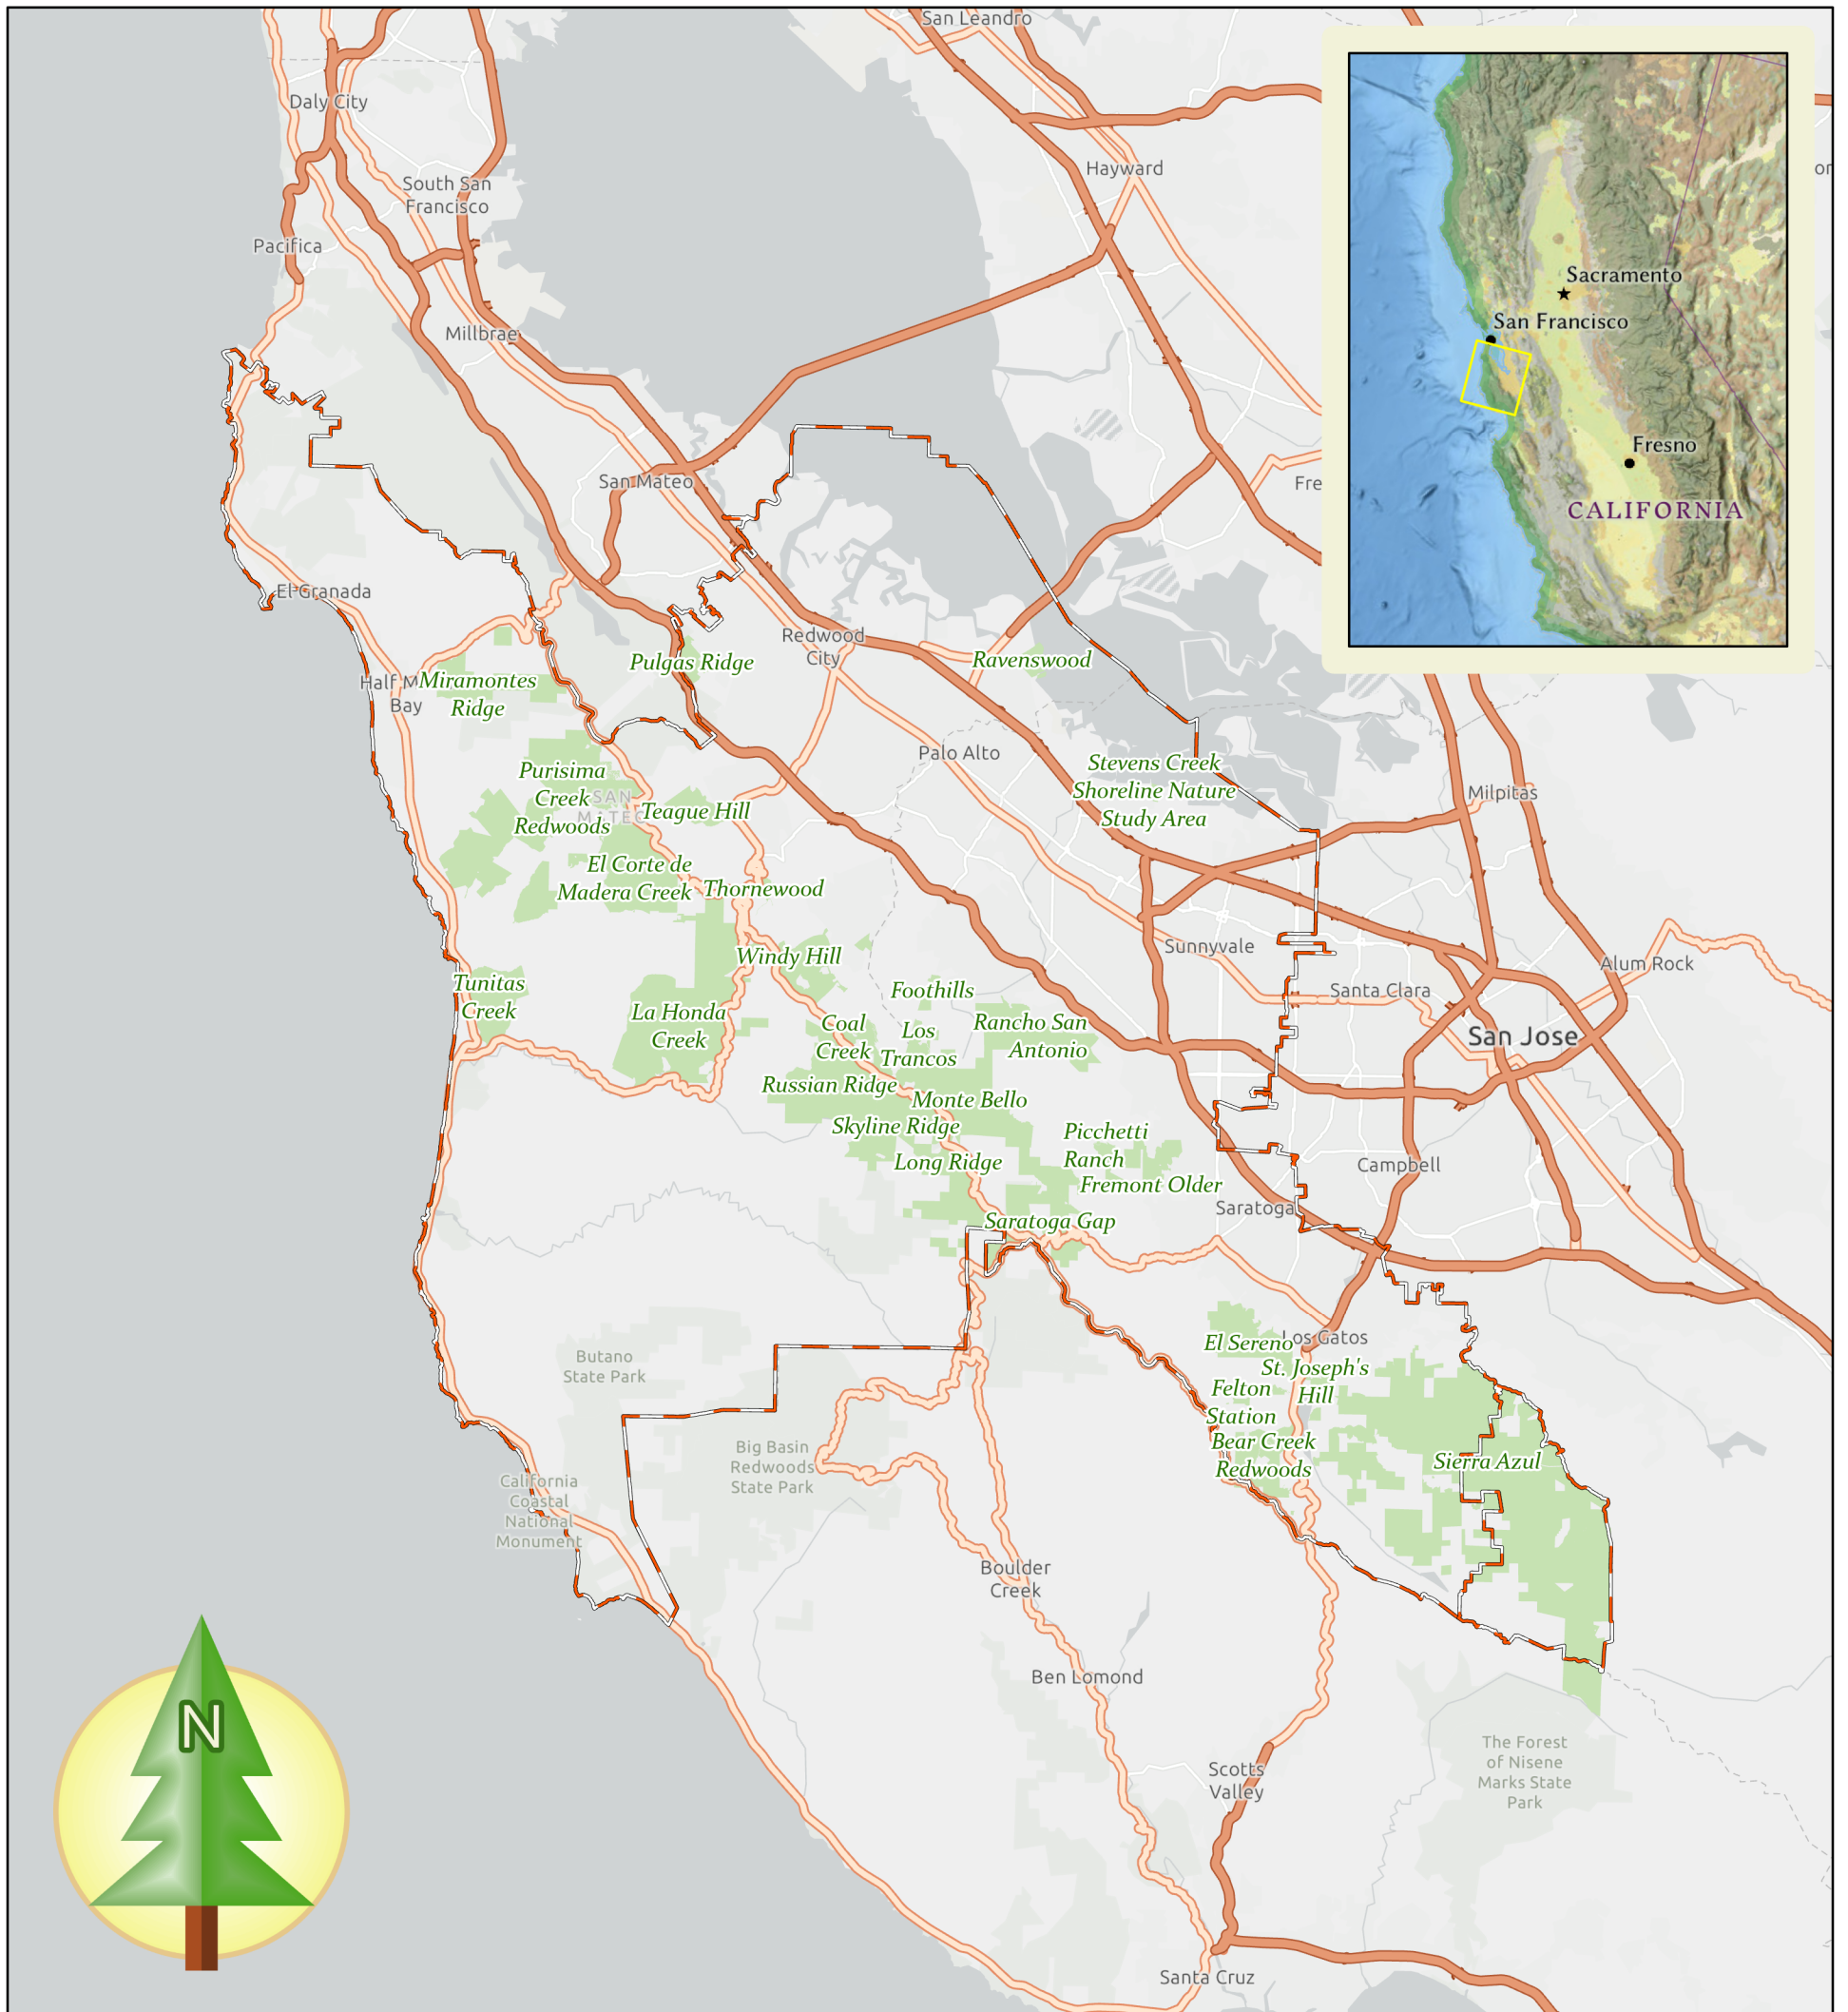 San Leandro
Daly City
Hayward
South San
Francisco
Pacifica
Millbrae
San Mateo
Fre
or
Sacramento
San Francisco
Fresno
CALIFORNIA
El Granada
Redwood
City
Pulgas Ridge
Ravenswood
Half M
Bay
Miramontes
Ridge
Palo Alto
Stevens Creek
Shoreline Nature
Study Area
Milpitas
Purisima
Creek
Redwoods
SAN
M TEO
Teague Hill
El Corte de
Madera Creek
Thornewood
Windy Hill
Sunnyvale
Alum Rock
Tunitas
Creek
La Honda
Creek
Foothills
Santa Clara
Coal
Creek
Los
Trancos
Rancho San
Antonio
San Jose
Russian Ridge
Monte Bello
Skyline Ridge
Long Ridge
Picchetti
Ranch
Fremont Older
Campbell
Saratoga
Saratoga Gap
El Sereno
Los Gatos
St. Joseph's
Hill
Felton
Station
Bear Creek
Redwoods
Sierra Azul
Butano
State Park
Big Basin
Redwoods
State Park
California
Coastal
National
Monument
Boulder
Creek
Ben Lomond
Scotts
Valley
The Forest
of Nisene
Marks State
Park
Santa Cruz
N